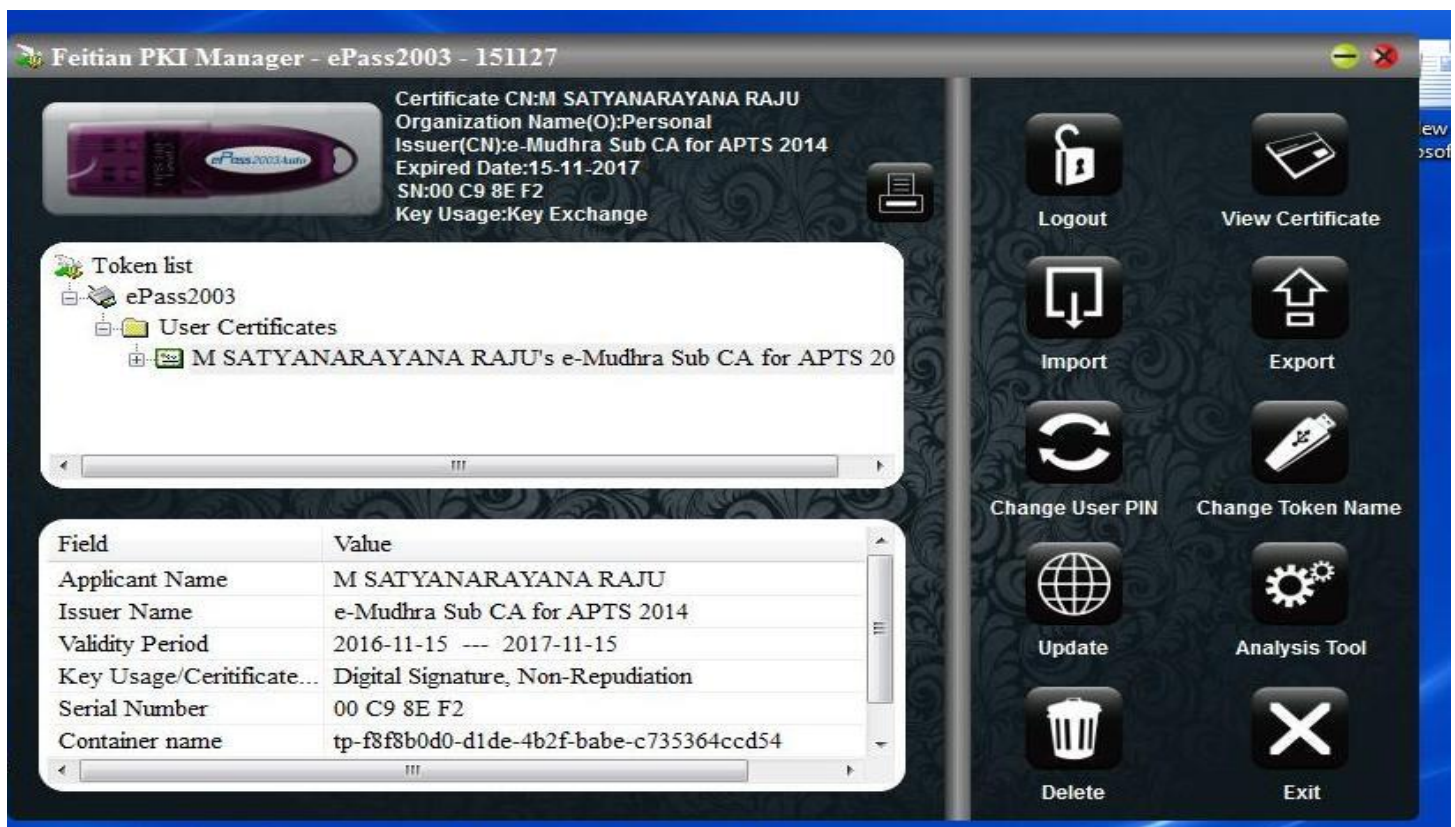 Feitian PKI Manager - ePass2003 - 151127
Certificate CN:M SATYANARAYANA RAJU
Organization Name(O):Personal
Issuer(CN):e-Mudhra Sub CA for APTS 2014
Expired Date:15-11-2017
SN:00 C9 8E F2
Key Usage:Key Exchange
ePass2003Auto
Token list
ePass2003
User Certificates
M SATYANARAYANA RAJU's e-Mudhra Sub CA for APTS 20
Field Value
Applicant Name M SATYANARAYANA RAJU
Issuer Name e-Mudhra Sub CA for APTS 2014
Validity Period 2016-11-15 --- 2017-11-15
Key Usage/Ceritificate... Digital Signature, Non-Repudiation
Serial Number 00 C9 8E F2
Container name tp-f8f8b0d0-d1de-4b2f-babe-c735364ccd54
Logout View Certificate
Import Export
Change User PIN Change Token Name
Update Analysis Tool
Delete Exit
ew
osof